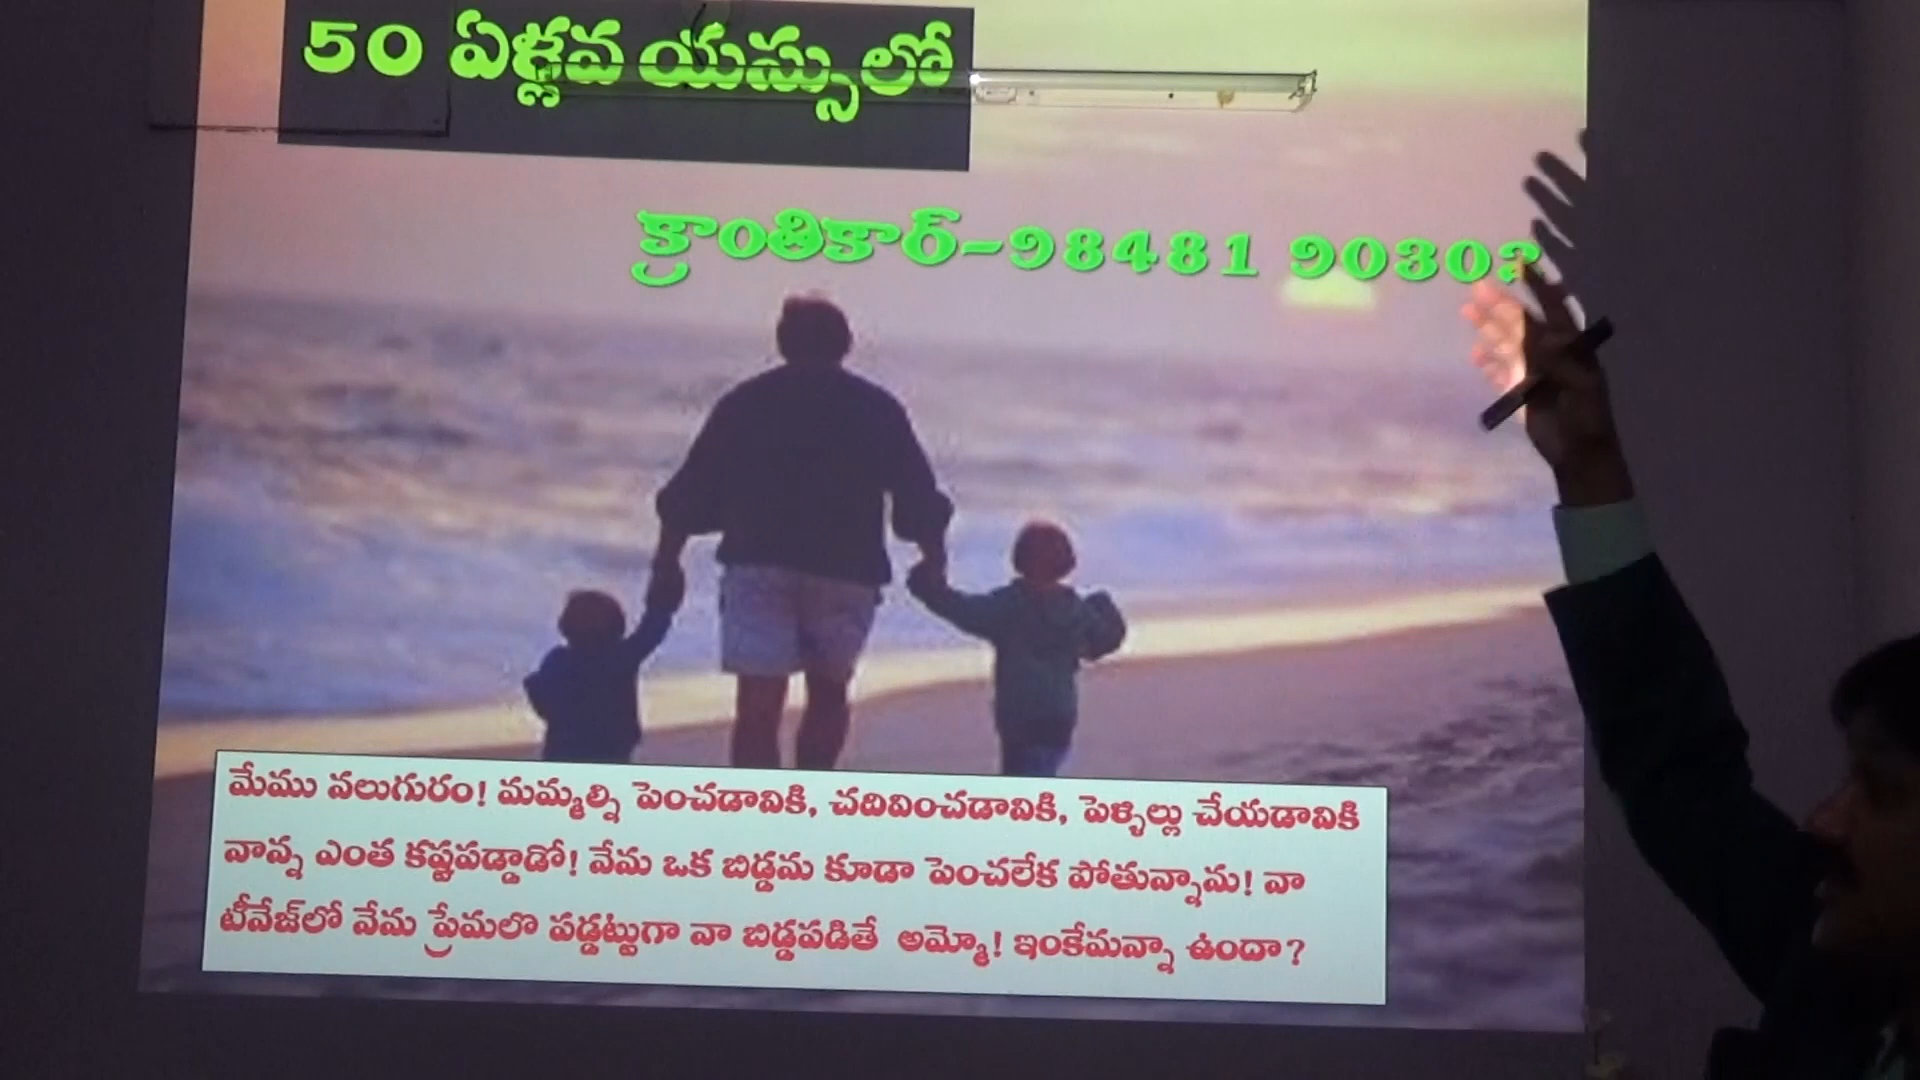 50 ఏళ్లవయస్సులో
క్రాంతికార్-98481 90303
మేము నలుగురం! మమ్మల్ని పెంచడానికి, చదివించడానికి, పెళ్ళిల్లు చేయడానికి
నాన్న ఎంత కష్టపడ్డాడో! నేను ఒక బిడ్డను కూడా పెంచలేక పోతున్నాను! నా
టీనేజ్‌లో నేను ప్రేమలొ పడ్డట్టుగా నా బిడ్డపడితే అమ్మో! ఇంకేమన్నా ఉందా?